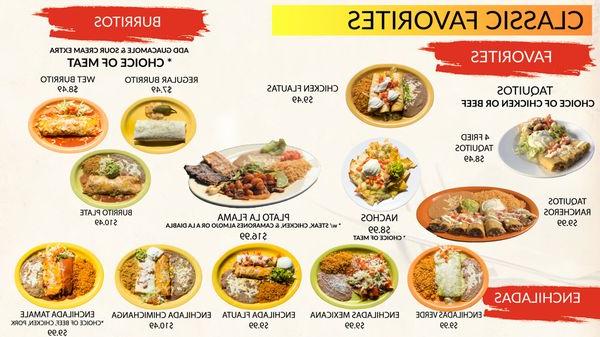 CLASSIC FAVORITES
FAVORITES
TAQUITOS
CHOICE OF CHICKEN OR BEEF
4 FRIED
TAQUITOS
$8.49
TAQUITOS
RANCHEROS
$9.99
CHICKEN FLAUTAS
$9.49
NACHOS
$8.99
* CHOICE OF MEAT
PLATO LA FLAMA
* w/ STEAK, CHICKEN, & CAMARONES ALMOJO OR A LA DIABLA
$16.99
BURRITOS
ADD GUACAMOLE & SOUR CREAM EXTRA
* CHOICE OF MEAT
REGULAR BURRITO
$7.49
WET BURRITO
$8.49
BURRITO PLATE
$10.49
ENCHILADAS
ENCHILADAS VERDE
$9.99
ENCHILADAS MEXICANA
$9.99
ENCHILADA FLAUTA
$9.99
ENCHILADA CHIMICHANGA
$10.49
ENCHILADA TAMALE
*CHOICE OF BEEF, CHICKEN, PORK
$9.99